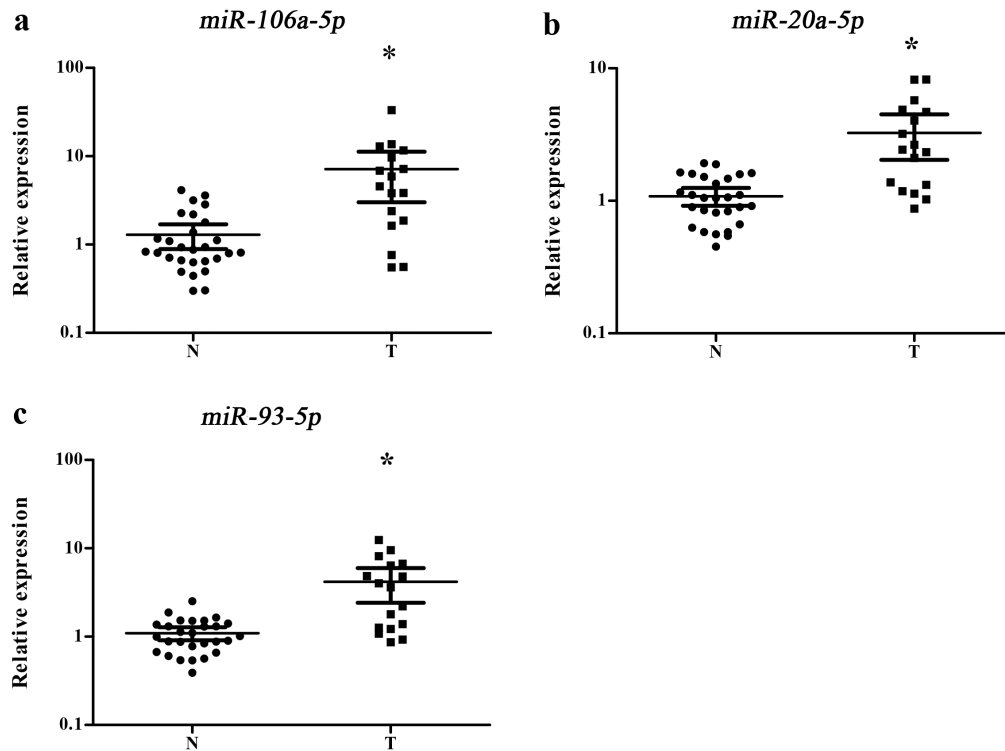 a
miR-106a-5p
*
Relative expression
100
10
1
0.1
N
T
b
miR-20a-5p
*
Relative expression
10
1
0.1
N
T
c
miR-93-5p
*
Relative expression
100
10
1
0.1
N
T